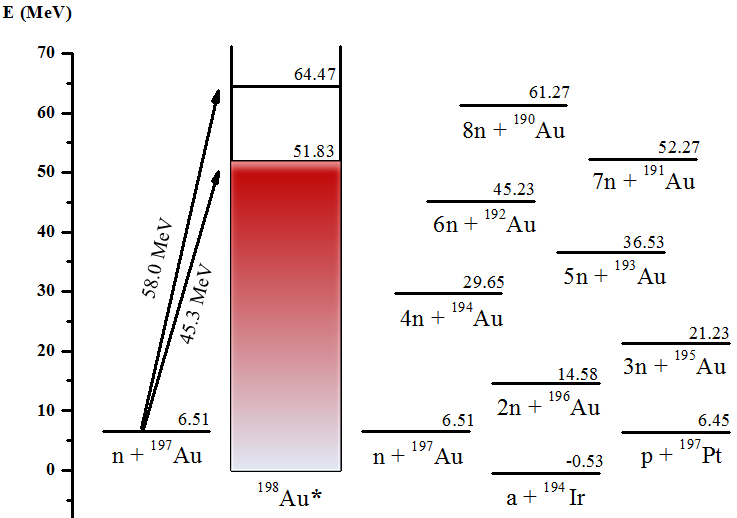 E (MeV)
70
60
50
40
30
20
10
0
58.0 MeV
45.3 MeV
6.51
n + ¹⁹⁷Au
64.47
51.83
¹⁹⁸Au*
61.27
8n + ¹⁹⁰Au
52.27
7n + ¹⁹¹Au
45.23
6n + ¹⁹²Au
36.53
5n + ¹⁹³Au
29.65
4n + ¹⁹⁴Au
21.23
3n + ¹⁹⁵Au
14.58
2n + ¹⁹⁶Au
6.51
n + ¹⁹⁷Au
6.45
p + ¹⁹⁷Pt
-0.53
a + ¹⁹⁴Ir